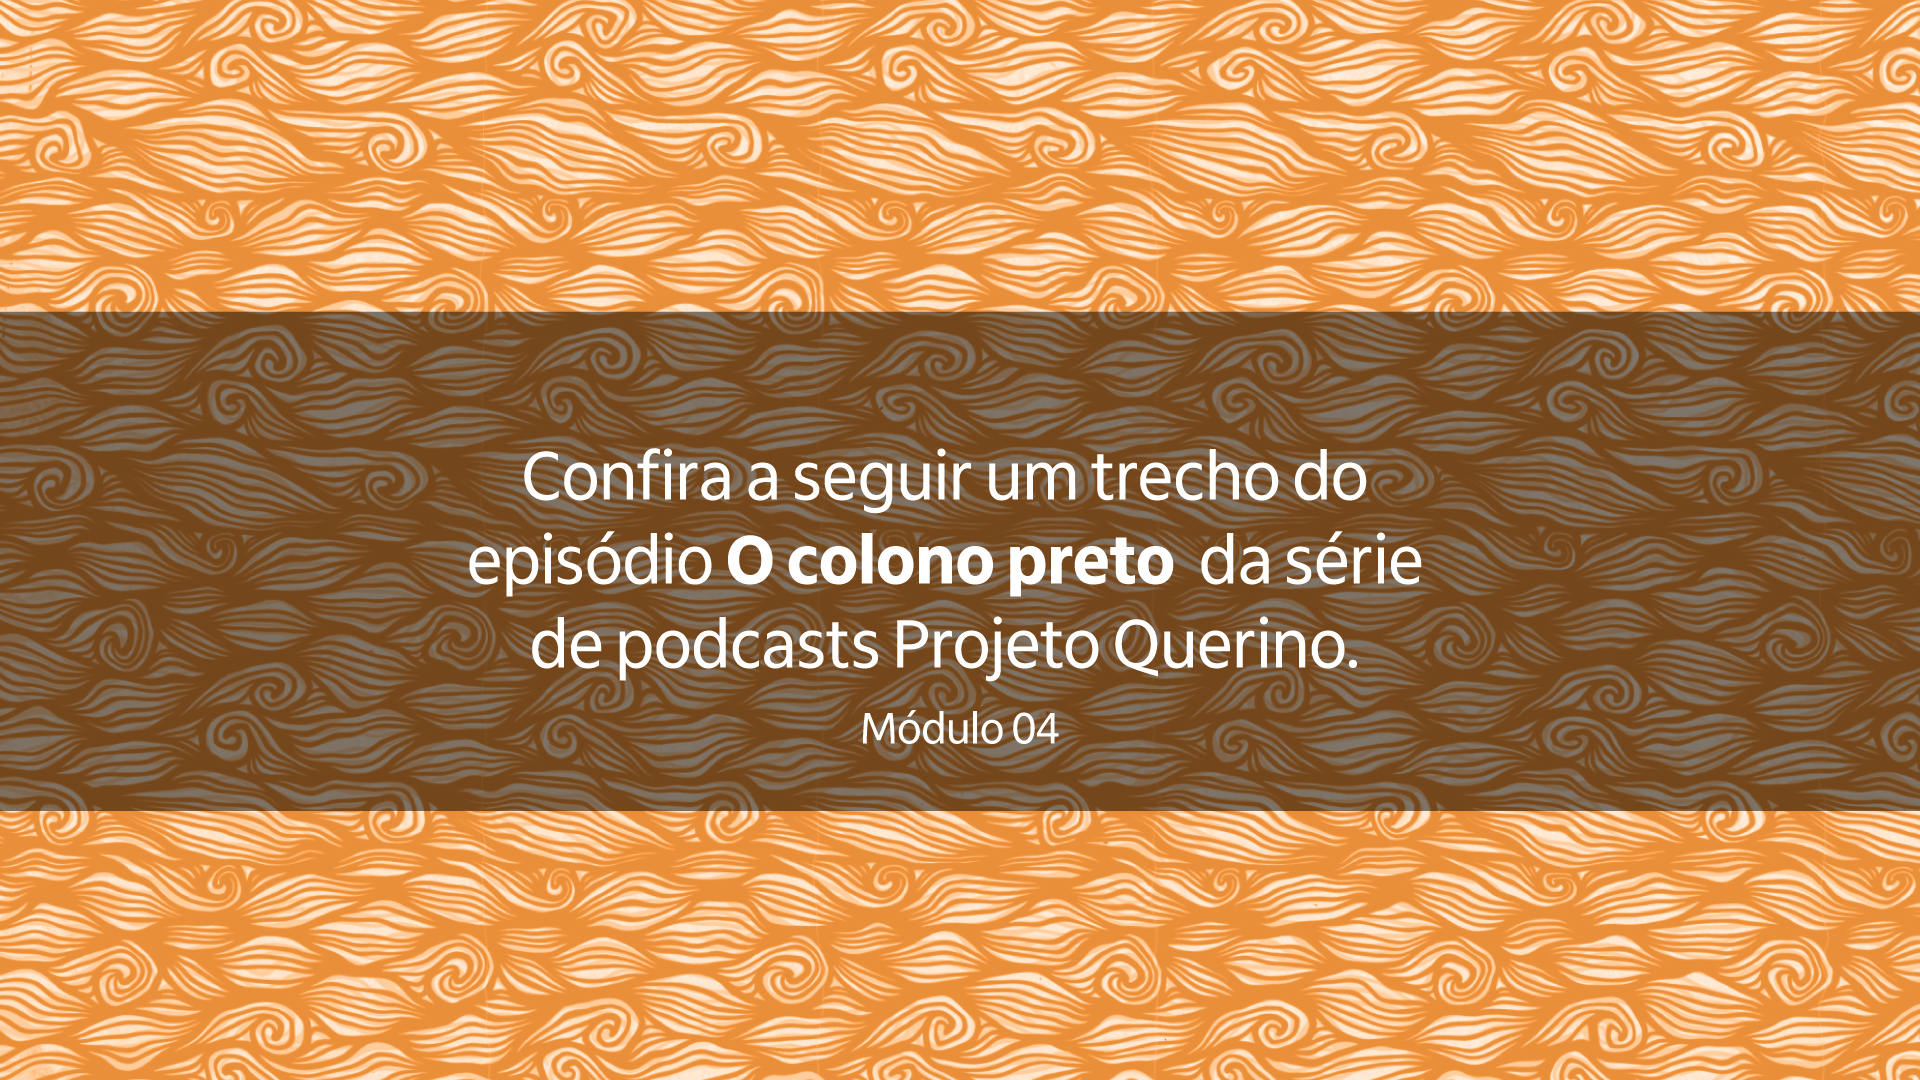 Confira a seguir um trecho do
episódio O colono preto da série
de podcasts Projeto Querino.
Módulo 04